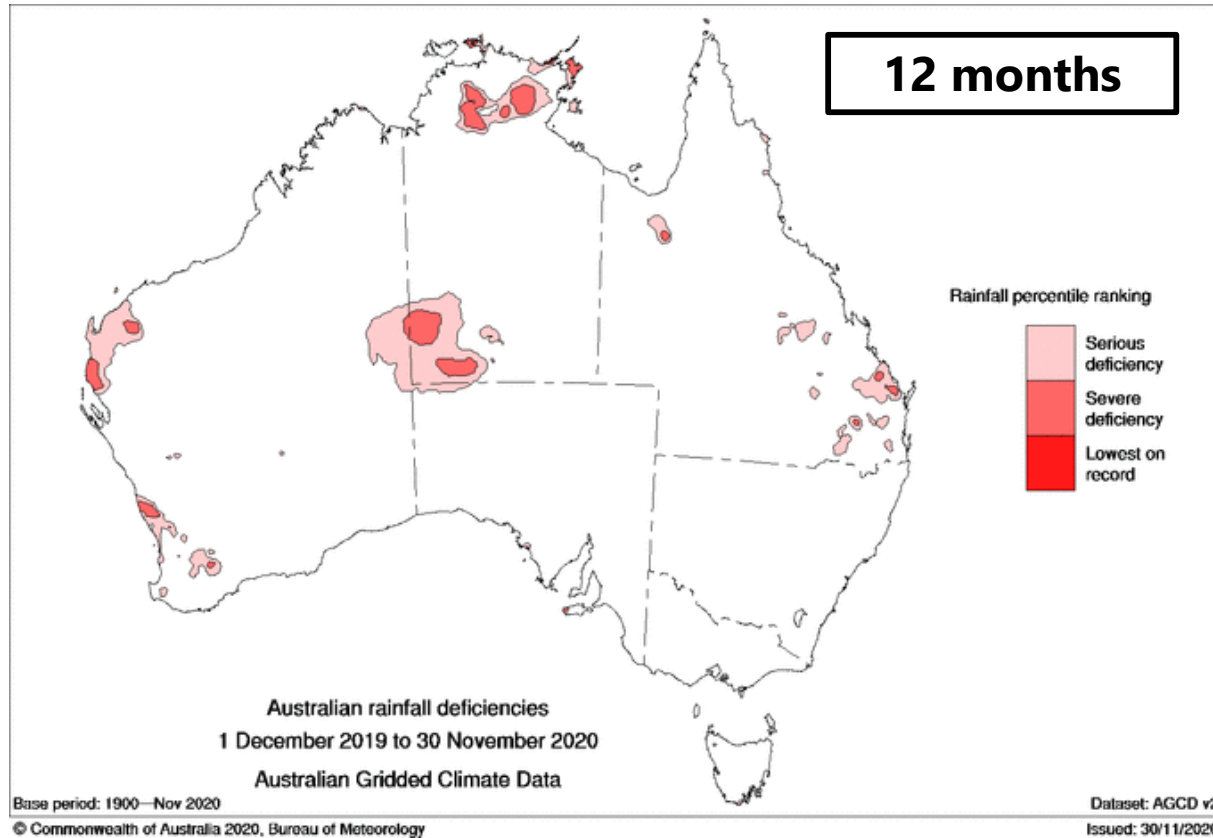 12 months
Rainfall percentile ranking
Serious
deficiency
Severe
deficiency
Lowest on
record
Australian rainfall deficiencies
1 December 2019 to 30 November 2020
Australian Gridded Climate Data
Base period: 1900—Nov 2020
Dataset: AGCD v2
© Commonwealth of Australia 2020, Bureau of Meteorology
Issued: 30/11/2020